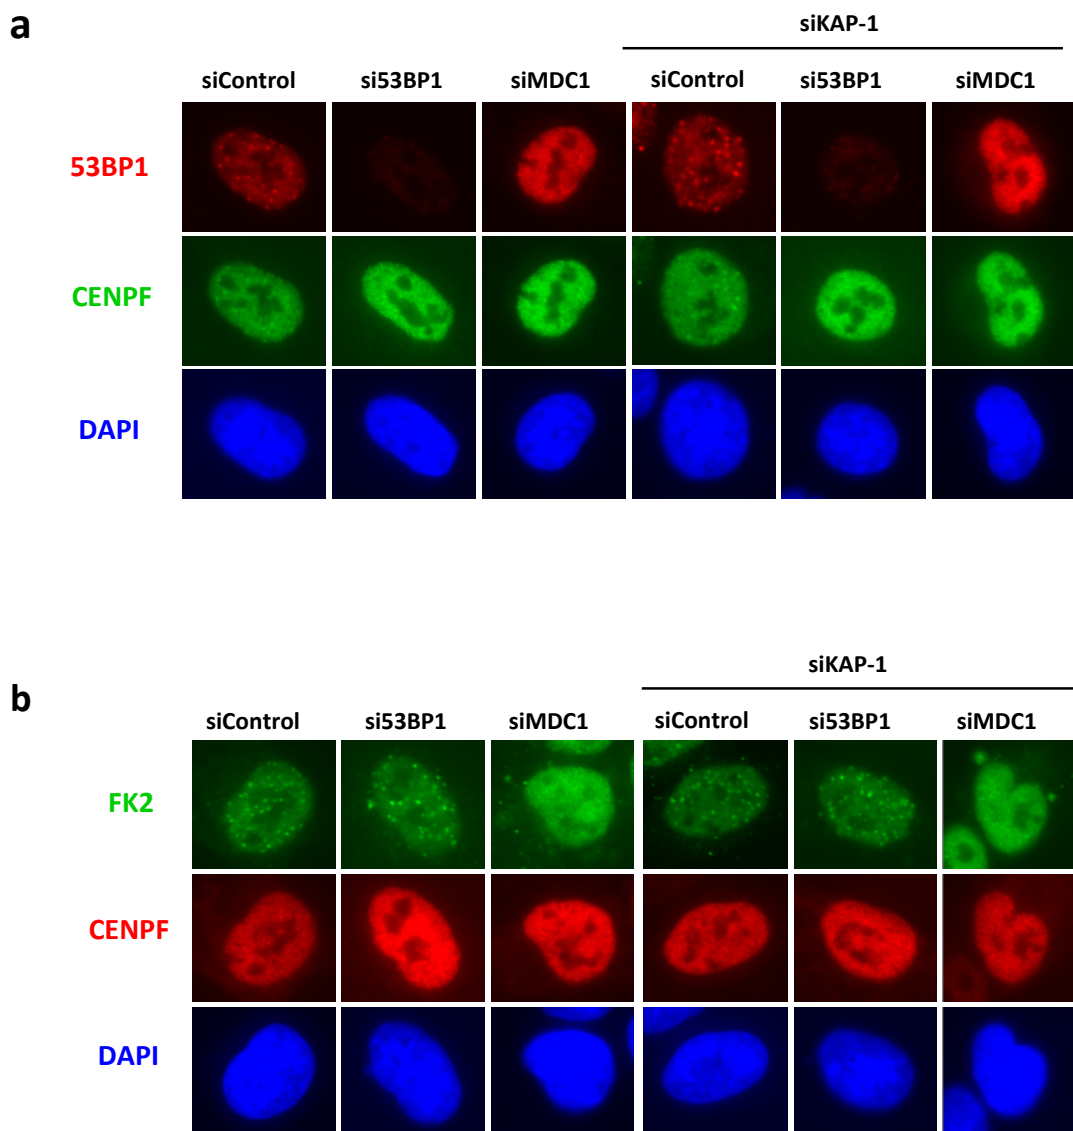 a
siKAP-1
siControl si53BP1 siMDC1 siControl si53BP1 siMDC1
53BP1
CENPF
DAPI
siKAP-1
b
siControl si53BP1 siMDC1 siControl si53BP1 siMDC1
FK2
CENPF
DAPI